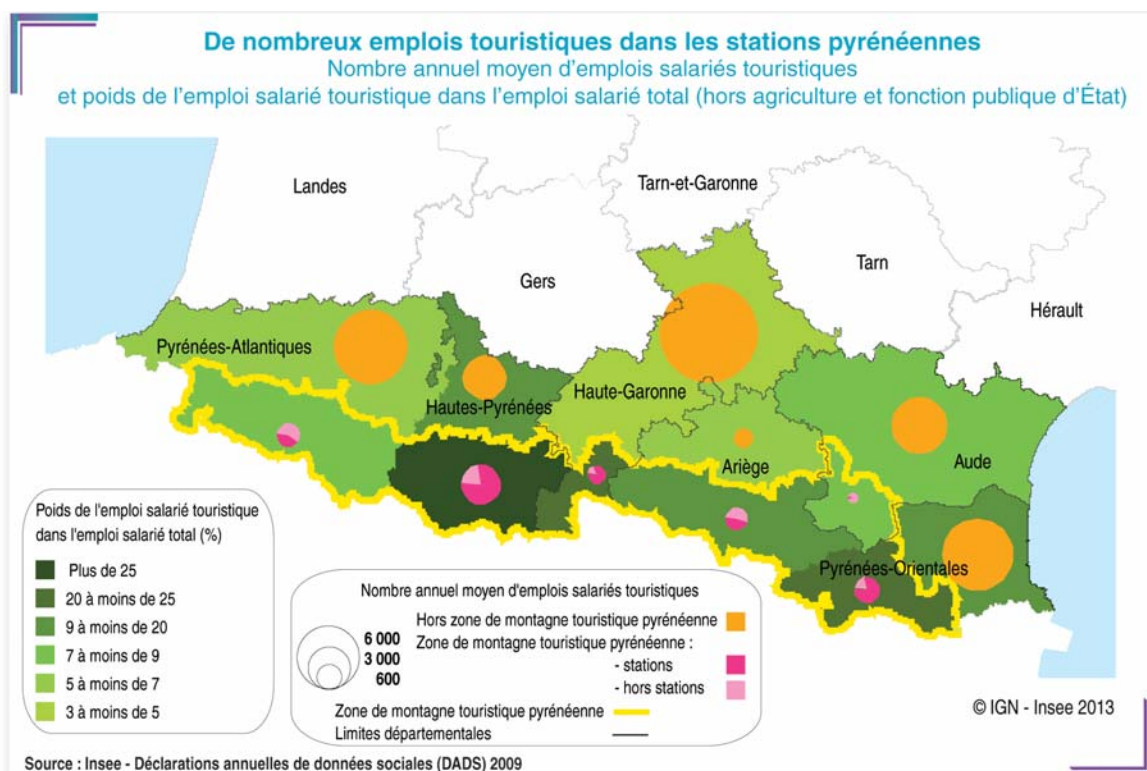 De nombreux emplois touristiques dans les stations pyrénéennes
Nombre annuel moyen d'emplois salariés touristiques
et poids de l'emploi salarié touristique dans l'emploi salarié total (hors agriculture et fonction publique d'État)
Landes
Tarn-et-Garonne
Gers
Tarn
Hérault
Pyrénées-Atlantiques
Hautes-Pyrénées
Haute-Garonne
Ariège
Aude
Pyrénées-Orientales
Poids de l'emploi salarié touristique
dans l'emploi salarié total (%)
Plus de 25
20 à moins de 25
9 à moins de 20
7 à moins de 9
5 à moins de 7
3 à moins de 5
Nombre annuel moyen d'emplois salariés touristiques
6 000
3 000
600
Hors zone de montagne touristique pyrénéenne
Zone de montagne touristique pyrénéenne :
- stations
- hors stations
Zone de montagne touristique pyrénéenne
Limites départementales
© IGN - Insee 2013
Source : Insee - Déclarations annuelles de données sociales (DADS) 2009